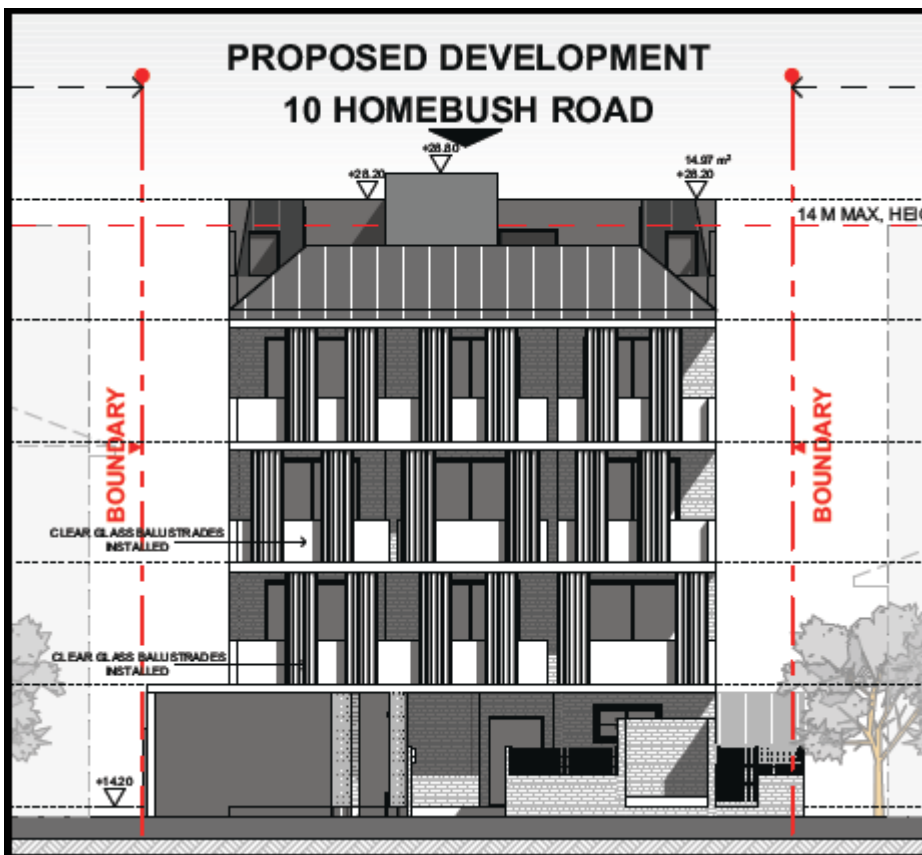 PROPOSED DEVELOPMENT
10 HOMEBUSH ROAD
+28.80
+28.20
14.97 m²
+28.20
14 M MAX, HEIG
BOUNDARY
BOUNDARY
CLEAR GLASS BALUSTRADES
INSTALLED
CLEAR GLASS BALUSTRADES
INSTALLED
+14.20